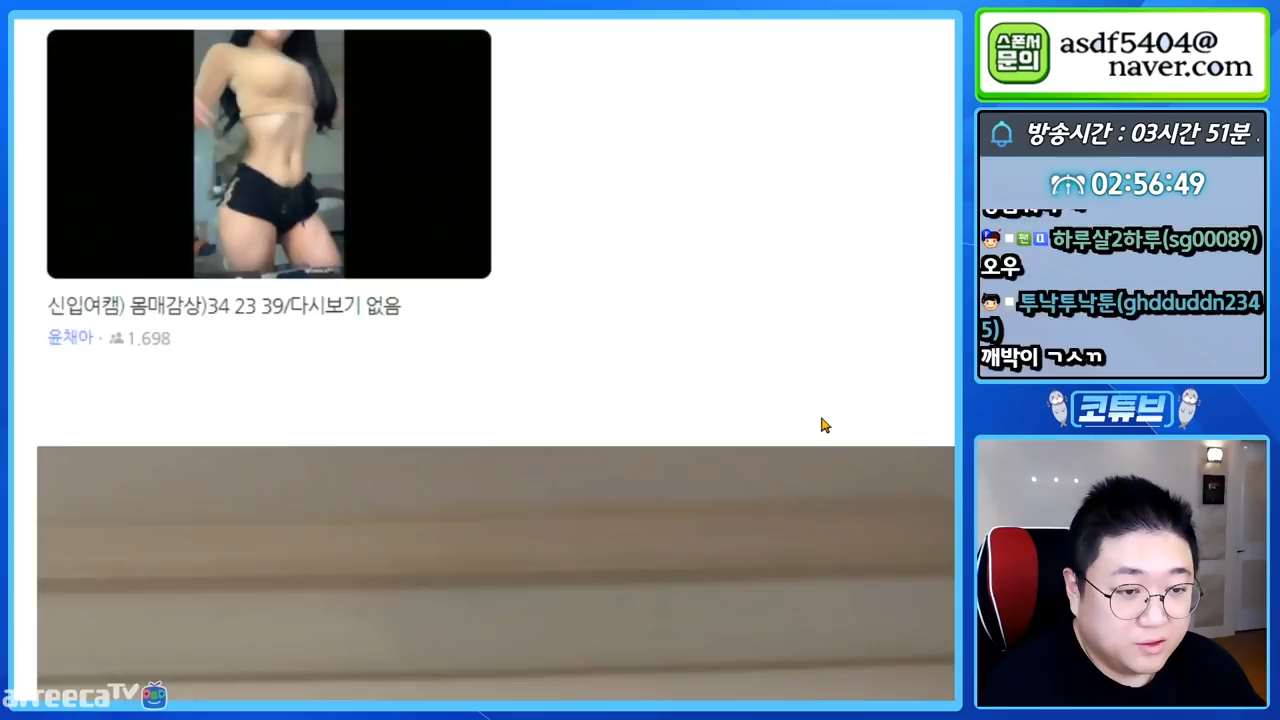 신입여캠) 몸매감상)34 23 39/다시보기 없음
윤채아 · 1,698
afreecaTV
스폰서
문의
asdf5404@
naver.com
방송시간 : 03시간 51분
02:56:49
하루살2하루(sg00089)
오우
투낙투낙툰(ghdduddn234
5)
깨박이 ㄱㅅㄲ
코튜브